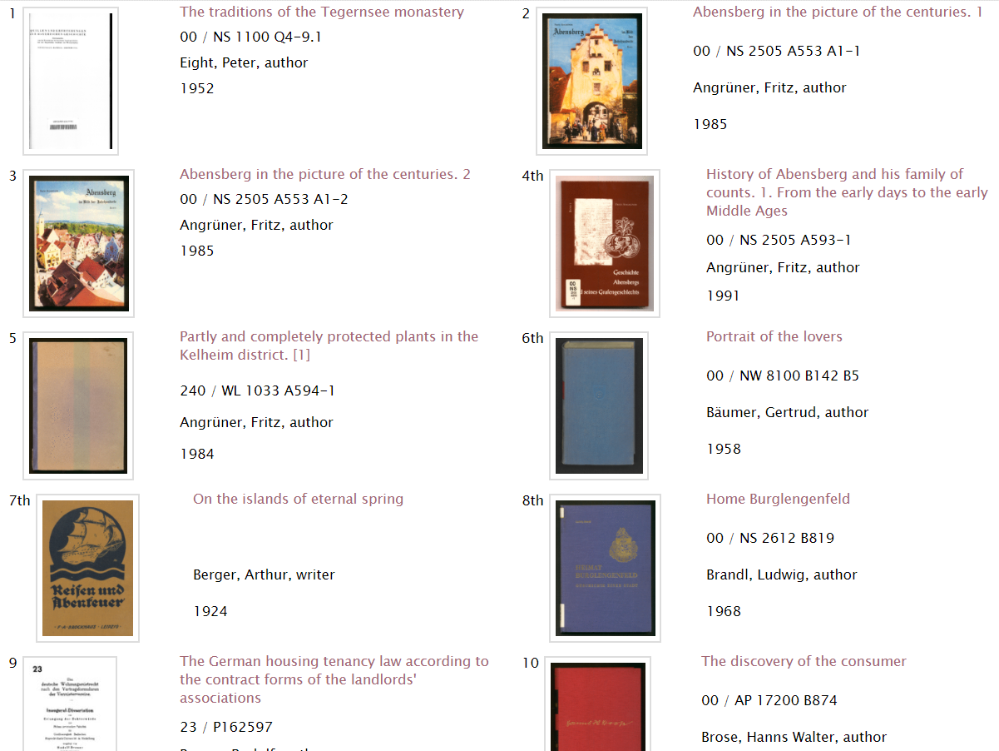 1
The traditions of the Tegernsee monastery
00 / NS 1100 Q4-9.1
Eight, Peter, author
1952
2
Abensberg
Abensberg in the picture of the centuries. 1
00 / NS 2505 A553 A1-1
Angrüner, Fritz, author
1985
3
Abensberg
im Bild der Jahrhunderte
Abensberg in the picture of the centuries. 2
00 / NS 2505 A553 A1-2
Angrüner, Fritz, author
1985
4th
Geschichte
Abensbergs
seines Grafengeschlechts
00
NS
History of Abensberg and his family of
counts. 1. From the early days to the early
Middle Ages
00 / NS 2505 A593-1
Angrüner, Fritz, author
1991
5
Partly and completely protected plants in the
Kelheim district. [1]
240 / WL 1033 A594-1
Angrüner, Fritz, author
1984
6th
Portrait of the lovers
00 / NW 8100 B142 B5
Bäumer, Gertrud, author
1958
7th
Reisen und
Abenteuer
F·A·BROCKHAUS · LEIPZIG
On the islands of eternal spring
Berger, Arthur, writer
1924
8th
HEIMAT
BURGLENGENFELD
Home Burglengenfeld
00 / NS 2612 B819
Brandl, Ludwig, author
1968
9
23
Das
deutsche Wohnungsmietrecht
nach den Vertragsformularen
der Vermietervereine
Inaugural-Dissertation
The German housing tenancy law according to
the contract forms of the landlords'
associations
23 / P162597
10
The discovery of the consumer
00 / AP 17200 B874
Brose, Hanns Walter, author